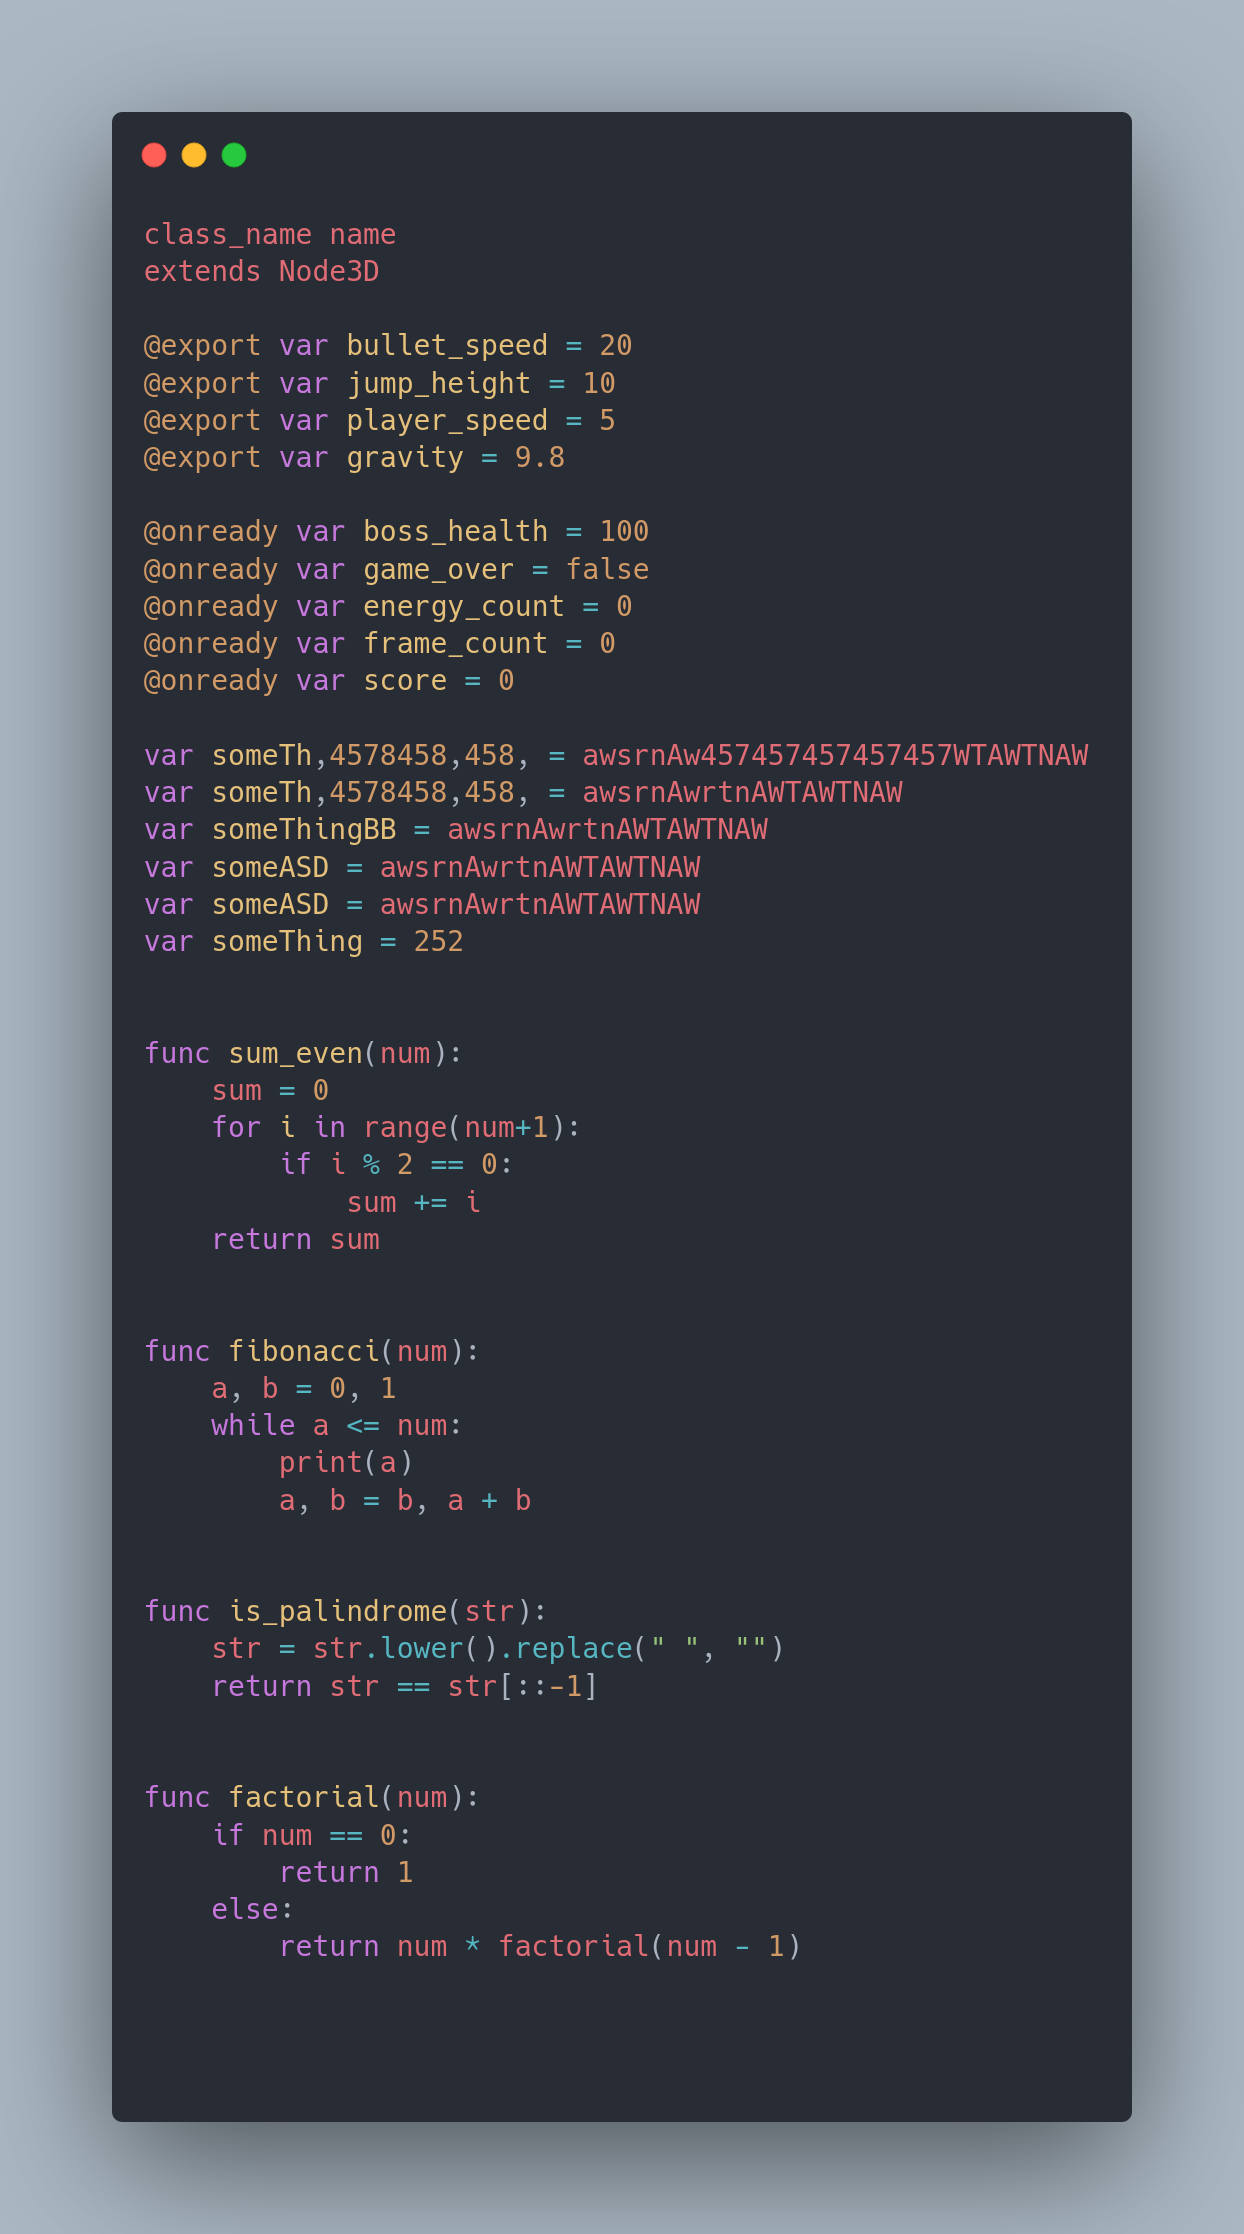 class_name name
extends Node3D
@export var bullet_speed = 20
@export var jump_height = 10
@export var player_speed = 5
@export var gravity = 9.8
@onready var boss_health = 100
@onready var game_over = false
@onready var energy_count = 0
@onready var frame_count = 0
@onready var score = 0
var someTh,4578458,458, = awsrnAw457457457457457WTAWTNAW
var someTh,4578458,458, = awsrnAwrtnAWTAWTNAW
var someThingBB = awsrnAwrtnAWTAWTNAW
var someASD = awsrnAwrtnAWTAWTNAW
var someASD = awsrnAwrtnAWTAWTNAW
var someThing = 252
func sum_even(num):
    sum = 0
    for i in range(num+1):
        if i % 2 == 0:
            sum += i
    return sum
func fibonacci(num):
    a, b = 0, 1
    while a <= num:
        print(a)
        a, b = b, a + b
func is_palindrome(str):
    str = str.lower().replace(" ", "")
    return str == str[::-1]
func factorial(num):
    if num == 0:
        return 1
    else:
        return num * factorial(num - 1)